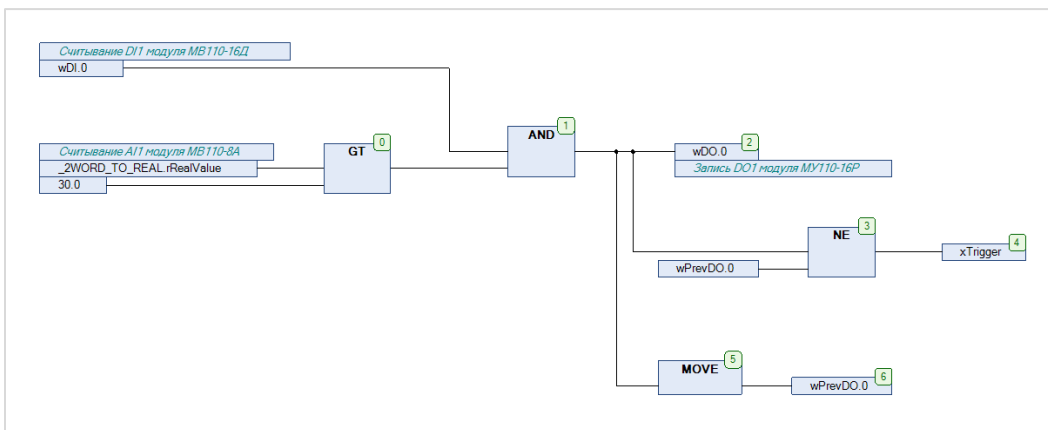 Считывание DI1 модуля МВ110-16Д
wDI.0
Считывание AI1 модуля МВ110-8А
_2WORD_TO_REAL.rRealValue
30.0
GT
0
AND
1
wDO.0
2
Запись DO1 модуля МУ110-16Р
NE
3
wPrevDO.0
xTrigger
4
MOVE
5
wPrevDO.0
6